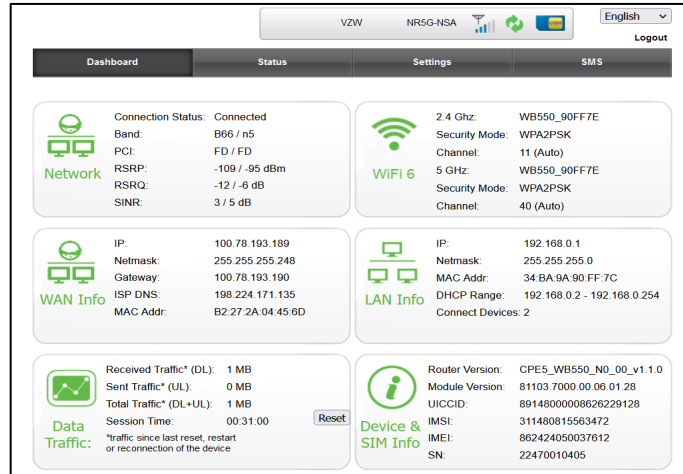 VZW NR5G-NSA English
Logout
Dashboard Status Settings SMS
Network
Connection Status: Connected
Band: B66 / n5
PCI: FD / FD
RSRP: -109 / -95 dBm
RSRQ: -12 / -6 dB
SINR: 3 / 5 dB
WiFi 6
2.4 Ghz: WB550_90FF7E
Security Mode: WPA2PSK
Channel: 11 (Auto)
5 GHz: WB550_90FF7E
Security Mode: WPA2PSK
Channel: 40 (Auto)
WAN Info
IP: 100.78.193.189
Netmask: 255.255.255.248
Gateway: 100.78.193.190
ISP DNS: 198.224.171.135
MAC Addr: B2:27:2A:04:45:6D
LAN Info
IP: 192.168.0.1
Netmask: 255.255.255.0
MAC Addr: 34:BA:9A:90:FF:7C
DHCP Range: 192.168.0.2 - 192.168.0.254
Connect Devices: 2
Data
Traffic:
Received Traffic* (DL): 1 MB
Sent Traffic* (UL): 0 MB
Total Traffic* (DL+UL): 1 MB
Session Time: 00:31:00
Reset
*traffic since last reset, restart
or reconnection of the device
Device &
SIM Info
Router Version: CPE5_WB550_N0_00_v1.1.0
Module Version: 81103.7000.00.06.01.28
UICCID: 89148000008626229128
IMSI: 311480815563472
IMEI: 862424050037612
SN: 22470010405